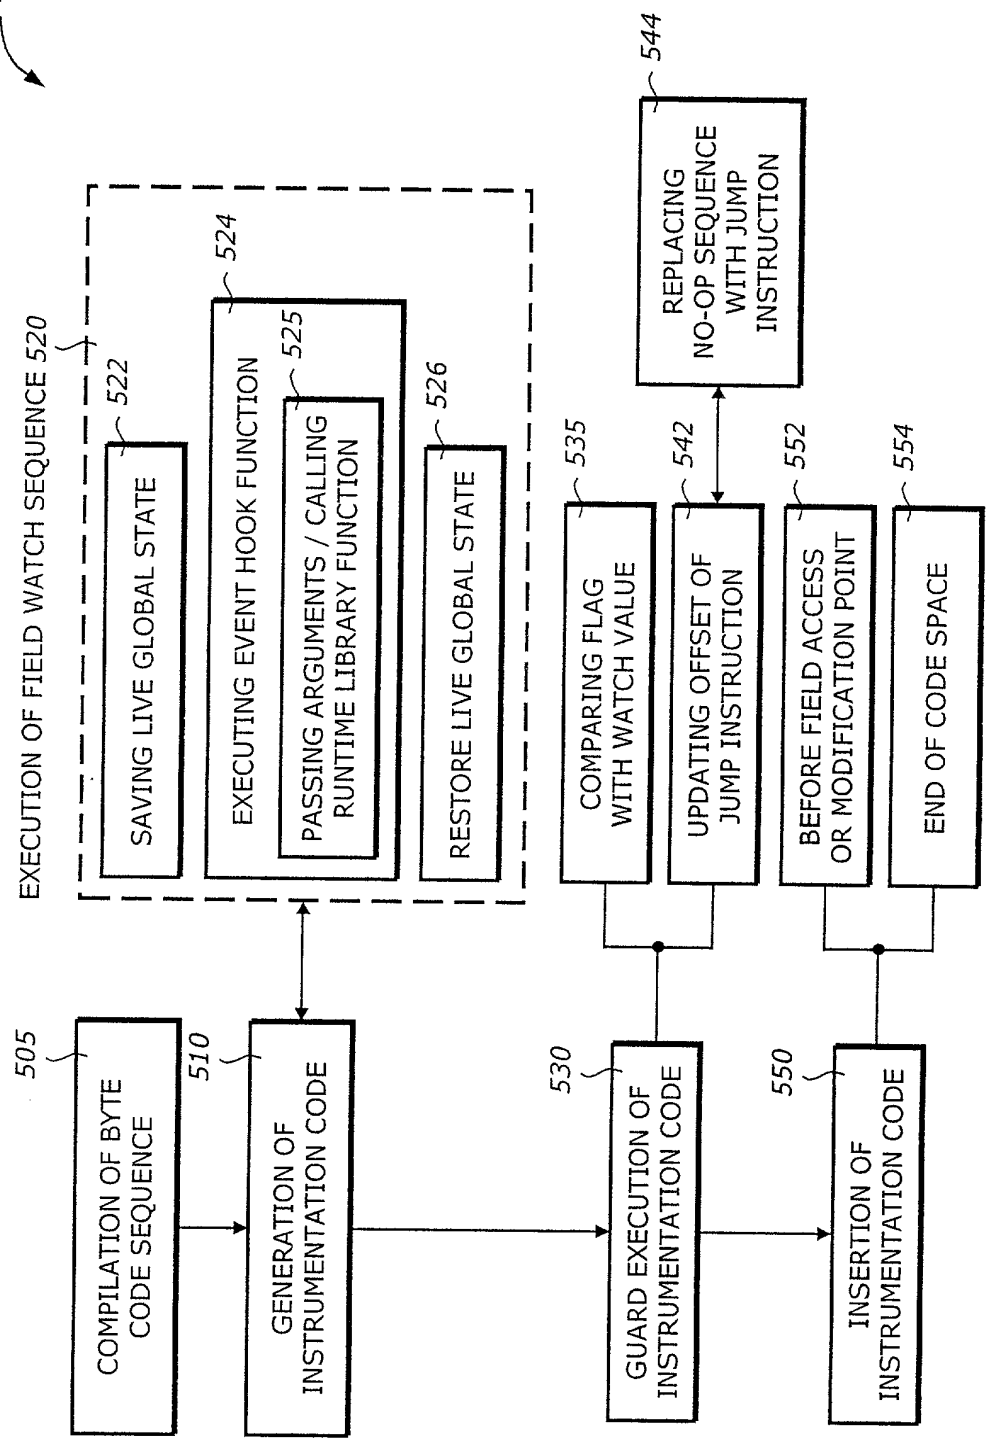 505
COMPILATION OF BYTE
CODE SEQUENCE
510
GENERATION OF
INSTRUMENTATION CODE
EXECUTION OF FIELD WATCH SEQUENCE 520
522
SAVING LIVE GLOBAL STATE
524
EXECUTING EVENT HOOK FUNCTION
525
PASSING ARGUMENTS / CALLING
RUNTIME LIBRARY FUNCTION
526
RESTORE LIVE GLOBAL STATE
530
GUARD EXECUTION OF
INSTRUMENTATION CODE
535
COMPARING FLAG
WITH WATCH VALUE
542
UPDATING OFFSET OF
JUMP INSTRUCTION
544
REPLACING
NO-OP SEQUENCE
WITH JUMP
INSTRUCTION
550
INSERTION OF
INSTRUMENTATION CODE
552
BEFORE FIELD ACCESS
OR MODIFICATION POINT
554
END OF CODE SPACE